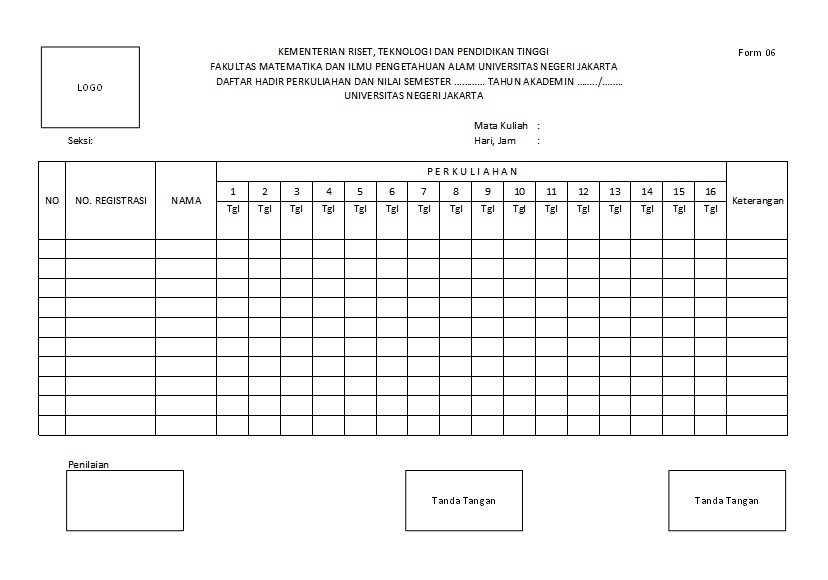 KEMENTERIAN RISET, TEKNOLOGI DAN PENDIDIKAN TINGGI
Form 06
FAKULTAS MATEMATIKA DAN ILMU PENGETAHUAN ALAM UNIVERSITAS NEGERI JAKARTA
LOGO
DAFTAR HADIR PERKULIAHAN DAN NILAI SEMESTER ............ TAHUN AKADEMIN ......../........
UNIVERSITAS NEGERI JAKARTA
Mata Kuliah :
Seksi:
Hari, Jam :
NO NO. REGISTRASI NAMA PERKULIAHAN Keterangan
1 2 3 4 5 6 7 8 9 10 11 12 13 14 15 16
Tgl Tgl Tgl Tgl Tgl Tgl Tgl Tgl Tgl Tgl Tgl Tgl Tgl Tgl Tgl Tgl
Penilaian
Tanda Tangan
Tanda Tangan